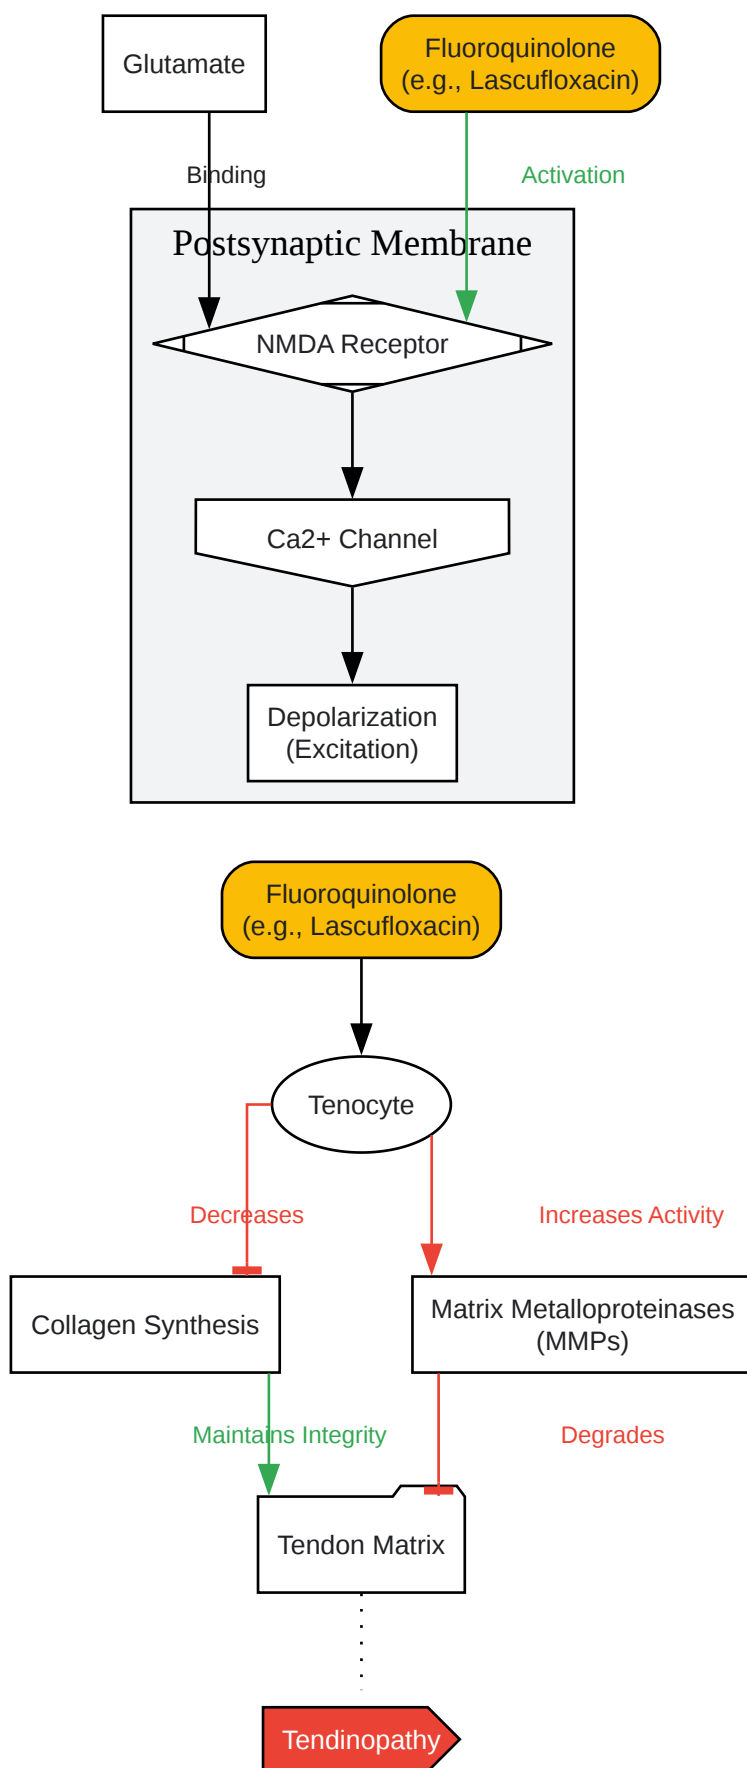 Glutamate
Fluoroquinolone
(e.g., Lascufloxacin)
Binding
Activation
Postsynaptic Membrane
NMDA Receptor
Ca2+ Channel
Depolarization
(Excitation)
Fluoroquinolone
(e.g., Lascufloxacin)
Tenocyte
Decreases
Increases Activity
Collagen Synthesis
Matrix Metalloproteinases
(MMPs)
Maintains Integrity
Degrades
Tendon Matrix
Tendinopathy